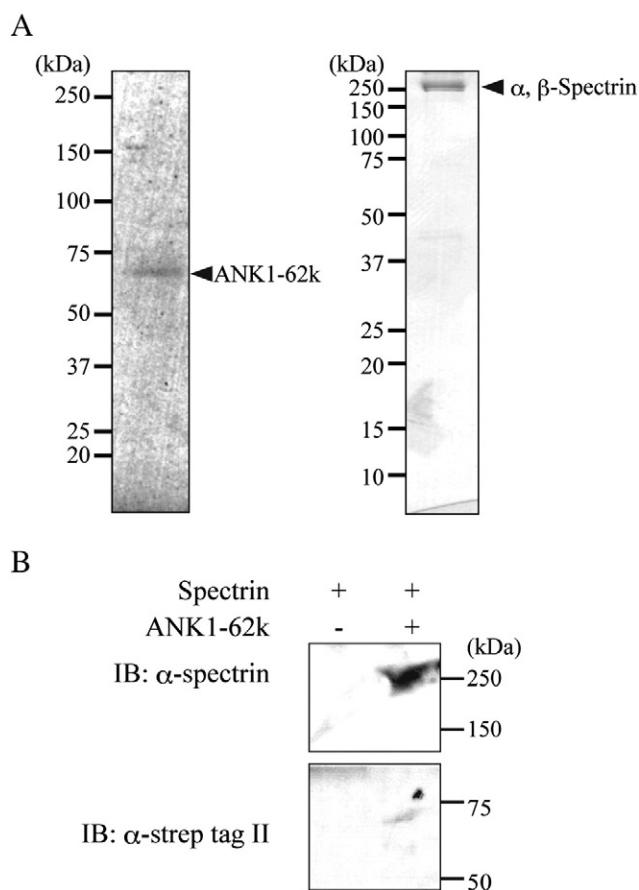 A
(kDa)
250
150
100
75
50
37
25
20
ANK1-62k
(kDa)
250
150
100
75
50
37
25
20
15
10
α, β-Spectrin
B
Spectrin + +
ANK1-62k - +
(kDa)
IB: α-spectrin
250
150
IB: α-strep tag II
75
50